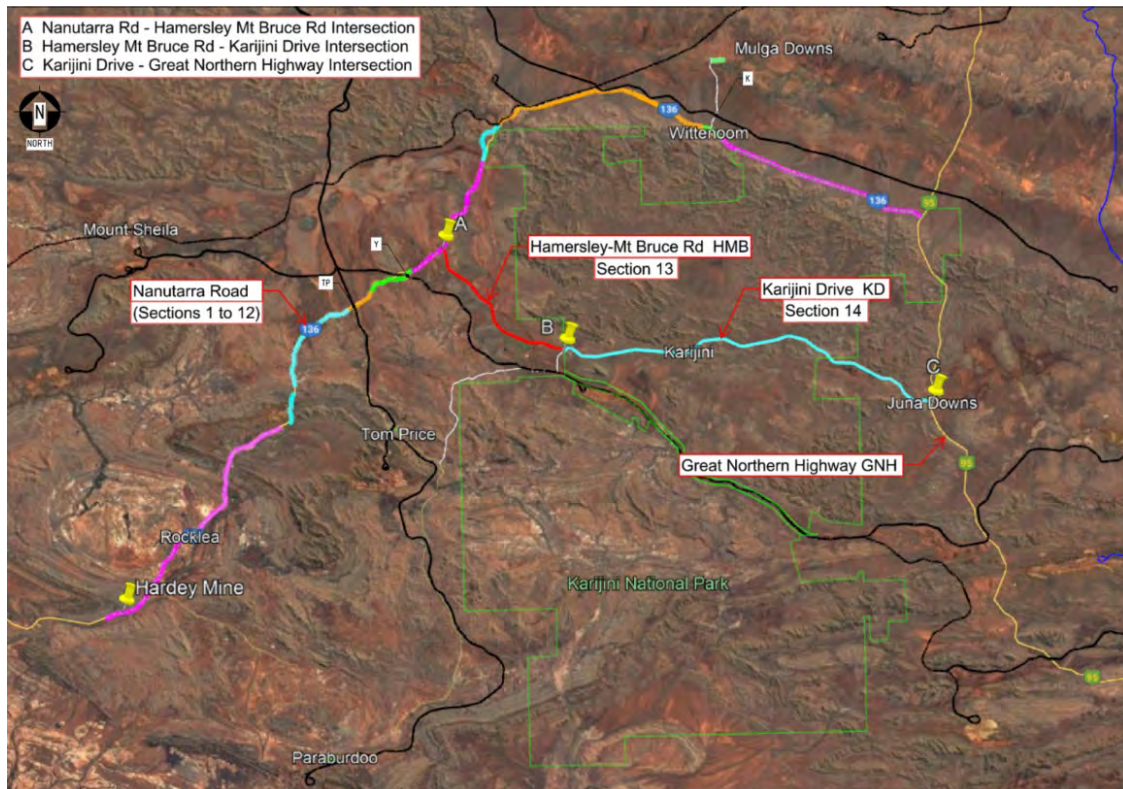 A Nanutarra Rd - Hamersley Mt Bruce Rd Intersection
B Hamersley Mt Bruce Rd - Karijini Drive Intersection
C Karijini Drive - Great Northern Highway Intersection
N
NORTH
Mulga Downs
K
136
Wittenoom
136
95
Mount Sheila
A
Y
Hamersley-Mt Bruce Rd HMB
Section 13
TP
Nanutarra Road
(Sections 1 to 12)
Karijini Drive KD
Section 14
136
B
Karijini
C
Juna Downs
Tom Price
Great Northern Highway GNH
95
Rocklea
Hardey Mine
Karijini National Park
95
Paraburdoo